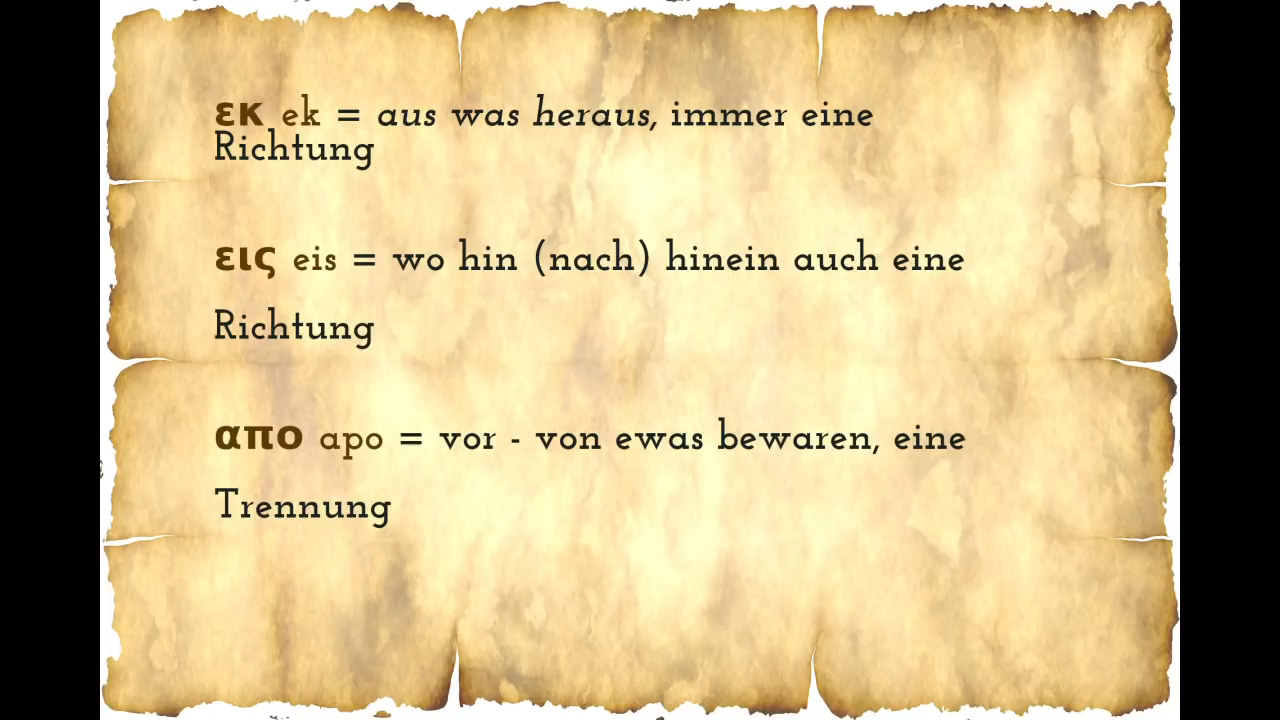 εκ ek = aus was heraus, immer eine
Richtung
εις eis = wo hin (nach) hinein auch eine
Richtung
απο apo = vor - von ewas bewaren, eine
Trennung